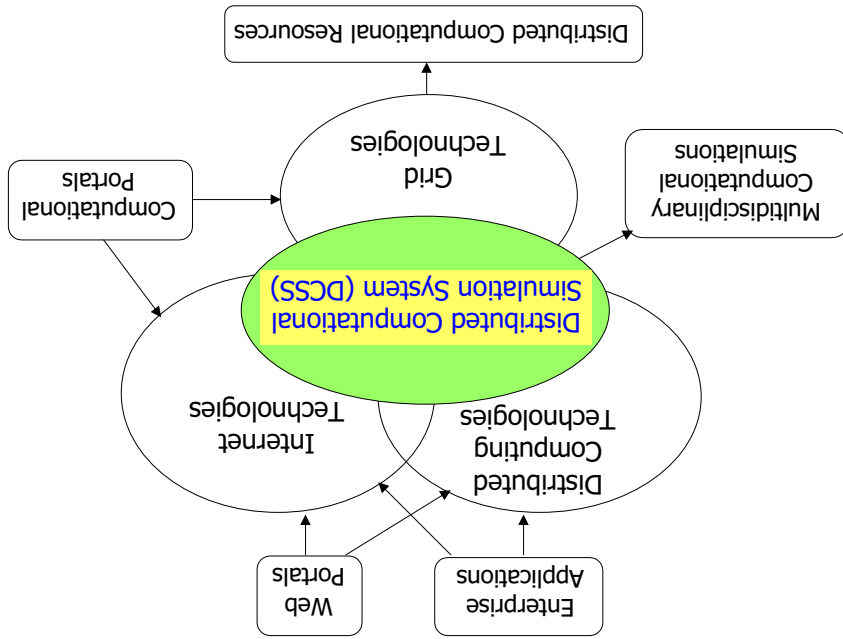 Enterprise
Applications
Web
Portals
Distributed
Computing
Technologies
Internet
Technologies
Distributed Computational
Simulation System (DCSS)
Multidisciplinary
Computational
Simulations
Computational
Portals
Grid
Technologies
Distributed Computational Resources